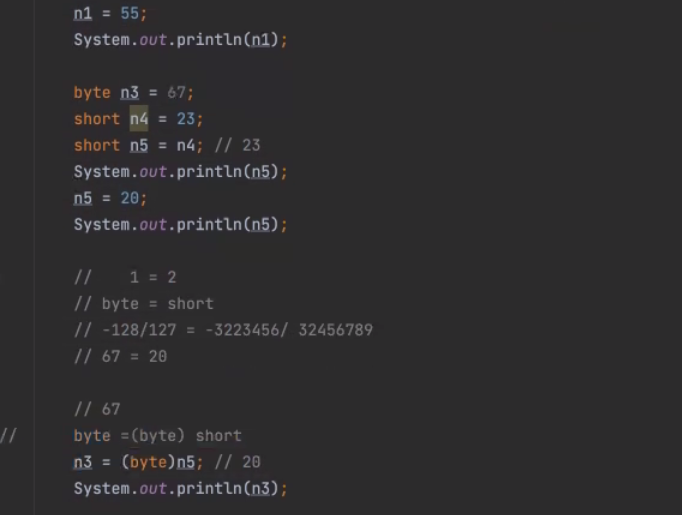 n1 = 55;
System.out.println(n1);
byte n3 = 67;
short n4 = 23;
short n5 = n4; // 23
System.out.println(n5);
n5 = 20;
System.out.println(n5);
//    1 = 2
// byte = short
// -128/127 = -3223456/ 32456789
// 67 = 20
// 67
//      byte =(byte) short
n3 = (byte)n5; // 20
System.out.println(n3);